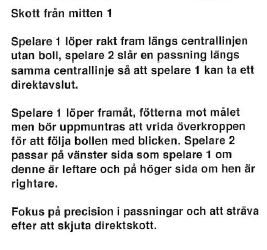 Skott från mitten 1
Spelare 1 löper rakt fram längs centrallinjen
utan boll, spelare 2 slår en passning längs
samma centrallinje så att spelare 1 kan ta ett
direktavslut.
Spelare 1 löper framåt, fötterna mot målet
men bör uppmuntras att vrida överkroppen
för att följa bollen med blicken. Spelare 2
passar på vänster sida som spelare 1 om
denne är leftare och på höger sida om hen är
rightare.
Fokus på precision i passningar och att sträva
efter att skjuta direktskott.